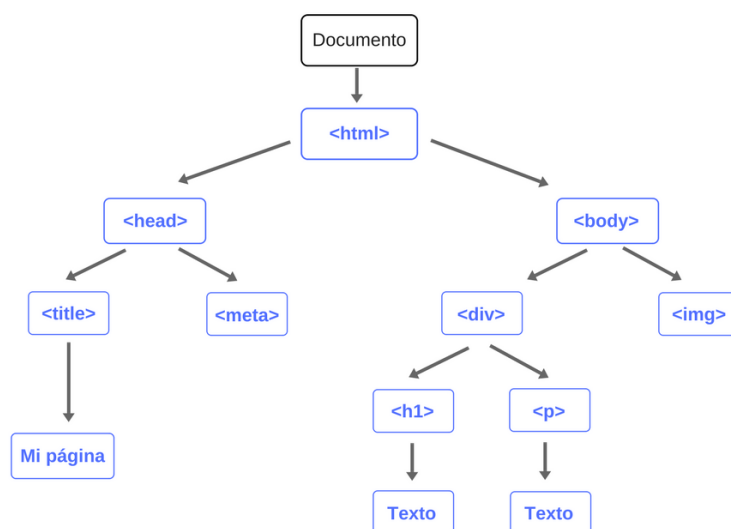 Documento
<html>
<head>
<body>
<title>
<meta>
<div>
<img>
<h1>
<p>
Mi página
Texto
Texto